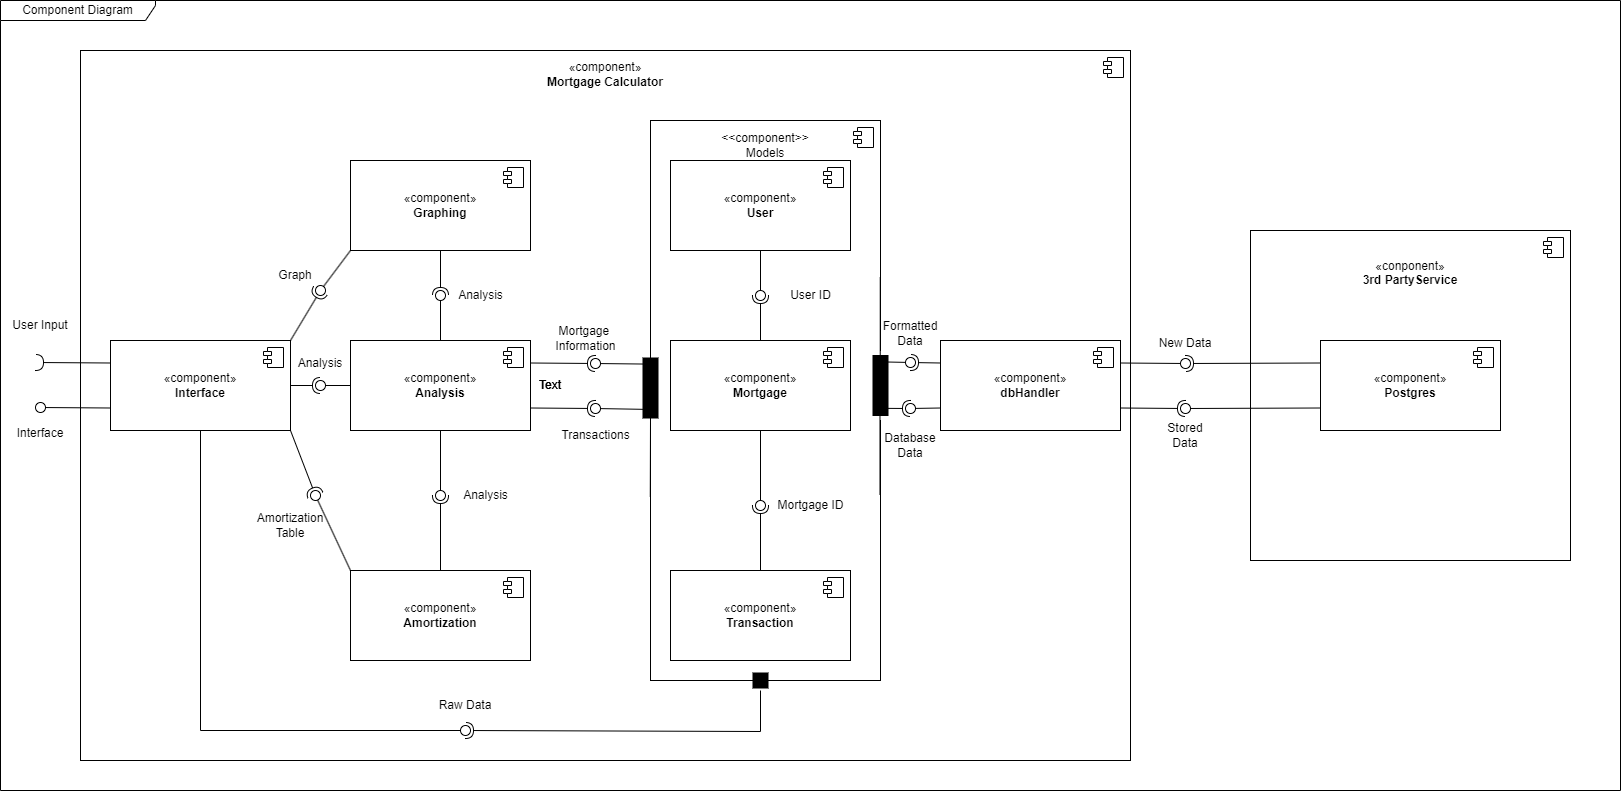 Component Diagram
«component»
Mortgage Calculator
<<component>>
Models
«component»
Graphing
«component»
User
«conponent»
3rd PartyService
Graph
Analysis
User ID
User Input
Mortgage
Information
Formatted
Data
New Data
Analysis
«component»
Interface
«component»
Analysis
Text
«component»
Mortgage
«component»
dbHandler
«component»
Postgres
Interface
Transactions
Database
Data
Stored
Data
Analysis
Mortgage ID
Amortization
Table
«component»
Amortization
«component»
Transaction
Raw Data